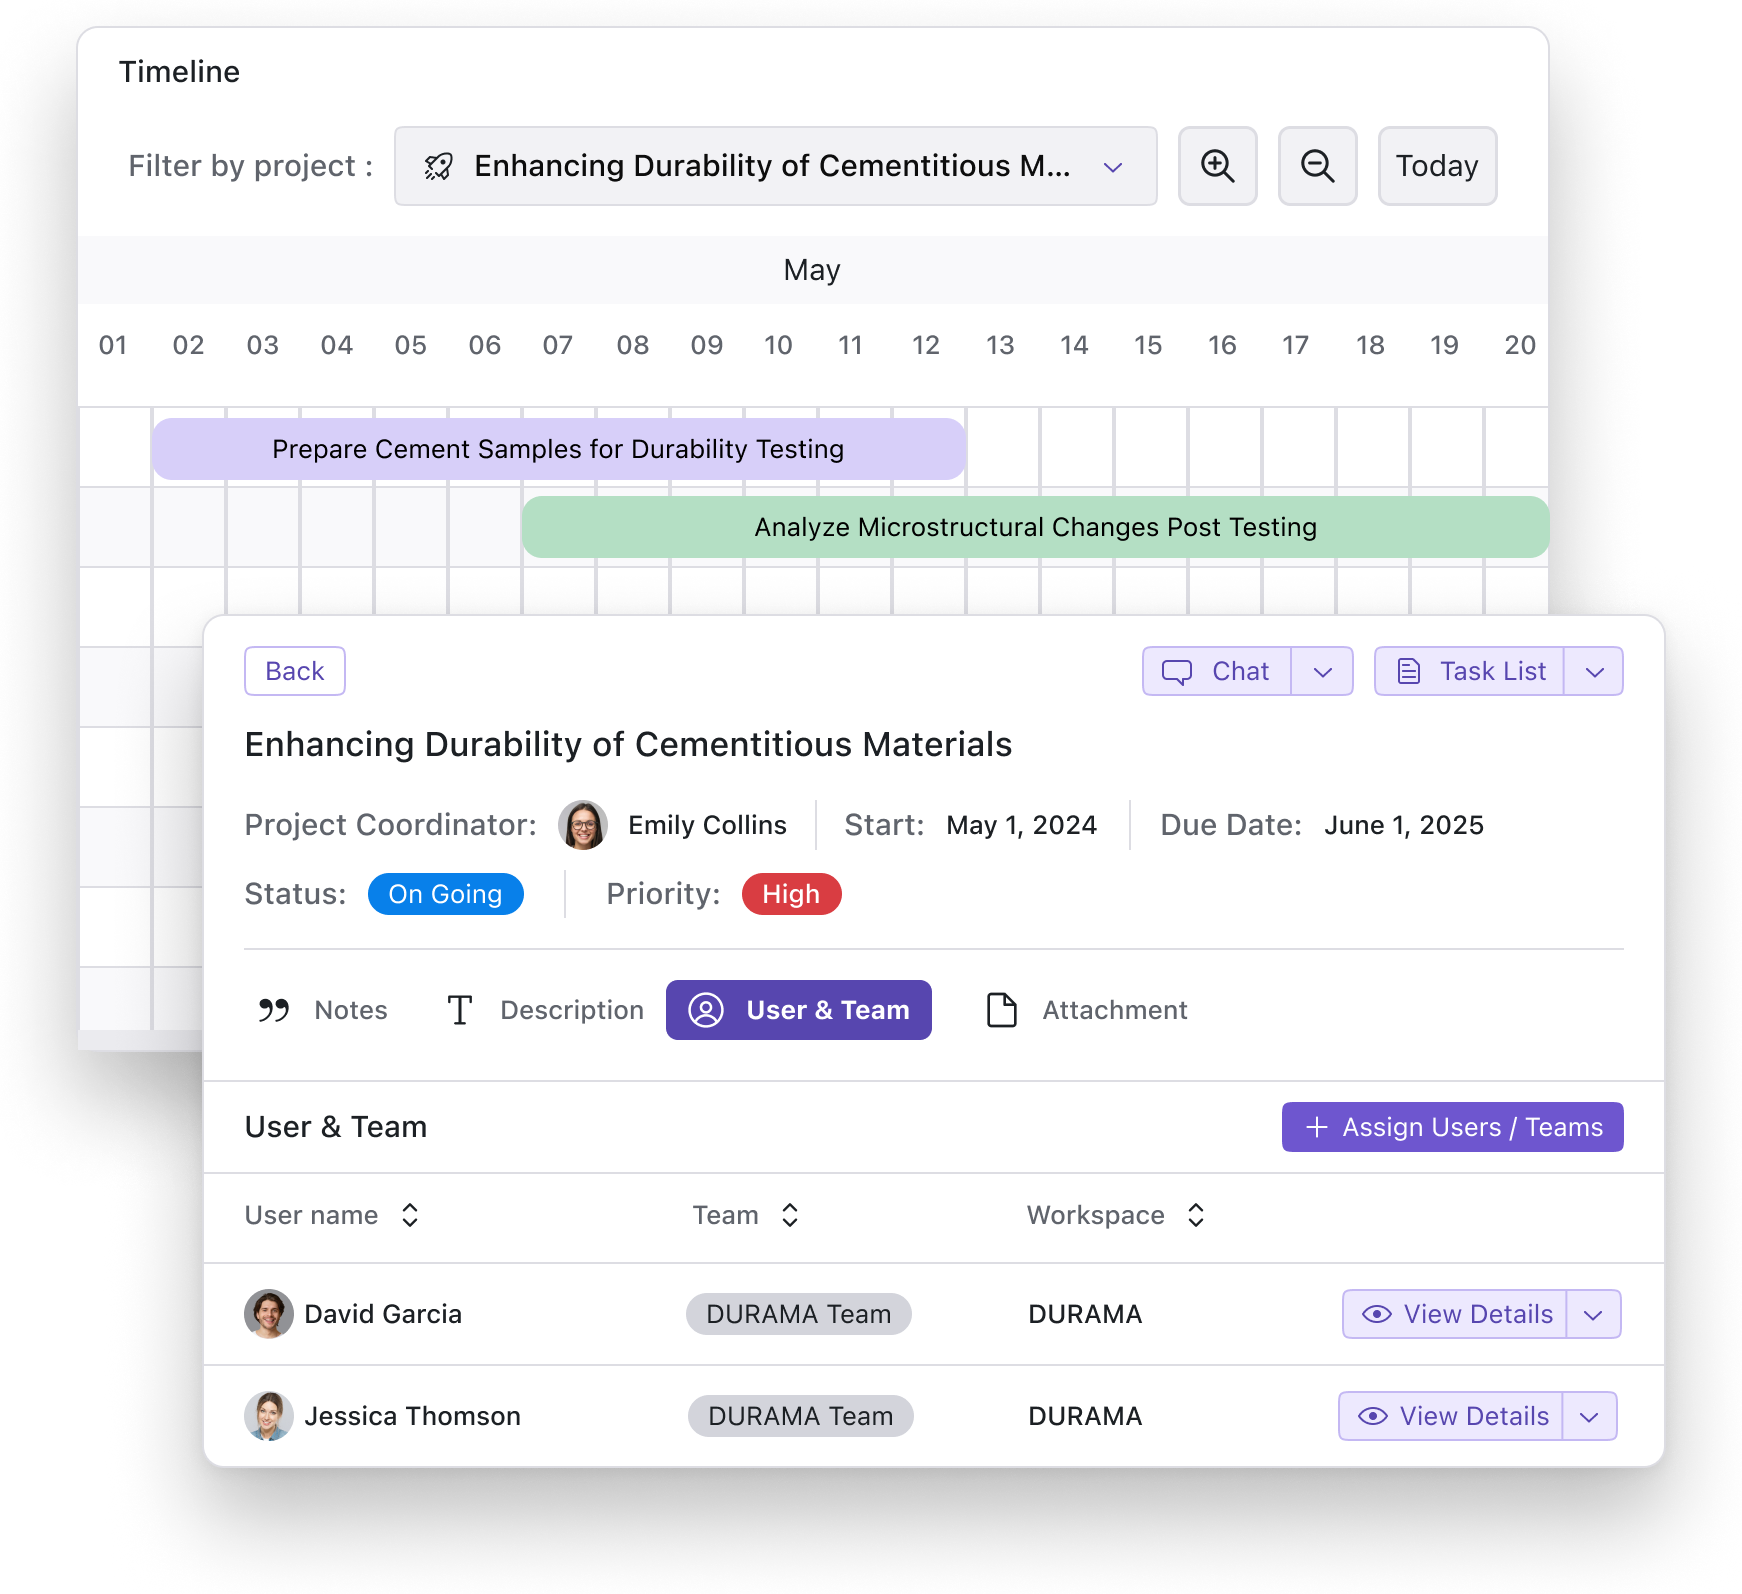 Timeline
Filter by project : Enhancing Durability of Cementitious M... Today
May
01 02 03 04 05 06 07 08 09 10 11 12 13 14 15 16 17 18 19 20
Prepare Cement Samples for Durability Testing
Analyze Microstructural Changes Post Testing
Back Chat Task List
Enhancing Durability of Cementitious Materials
Project Coordinator: Emily Collins Start: May 1, 2024 Due Date: June 1, 2025
Status: On Going Priority: High
Notes Description User & Team Attachment
User & Team + Assign Users / Teams
User name Team Workspace
David Garcia DURAMA Team DURAMA View Details
Jessica Thomson DURAMA Team DURAMA View Details